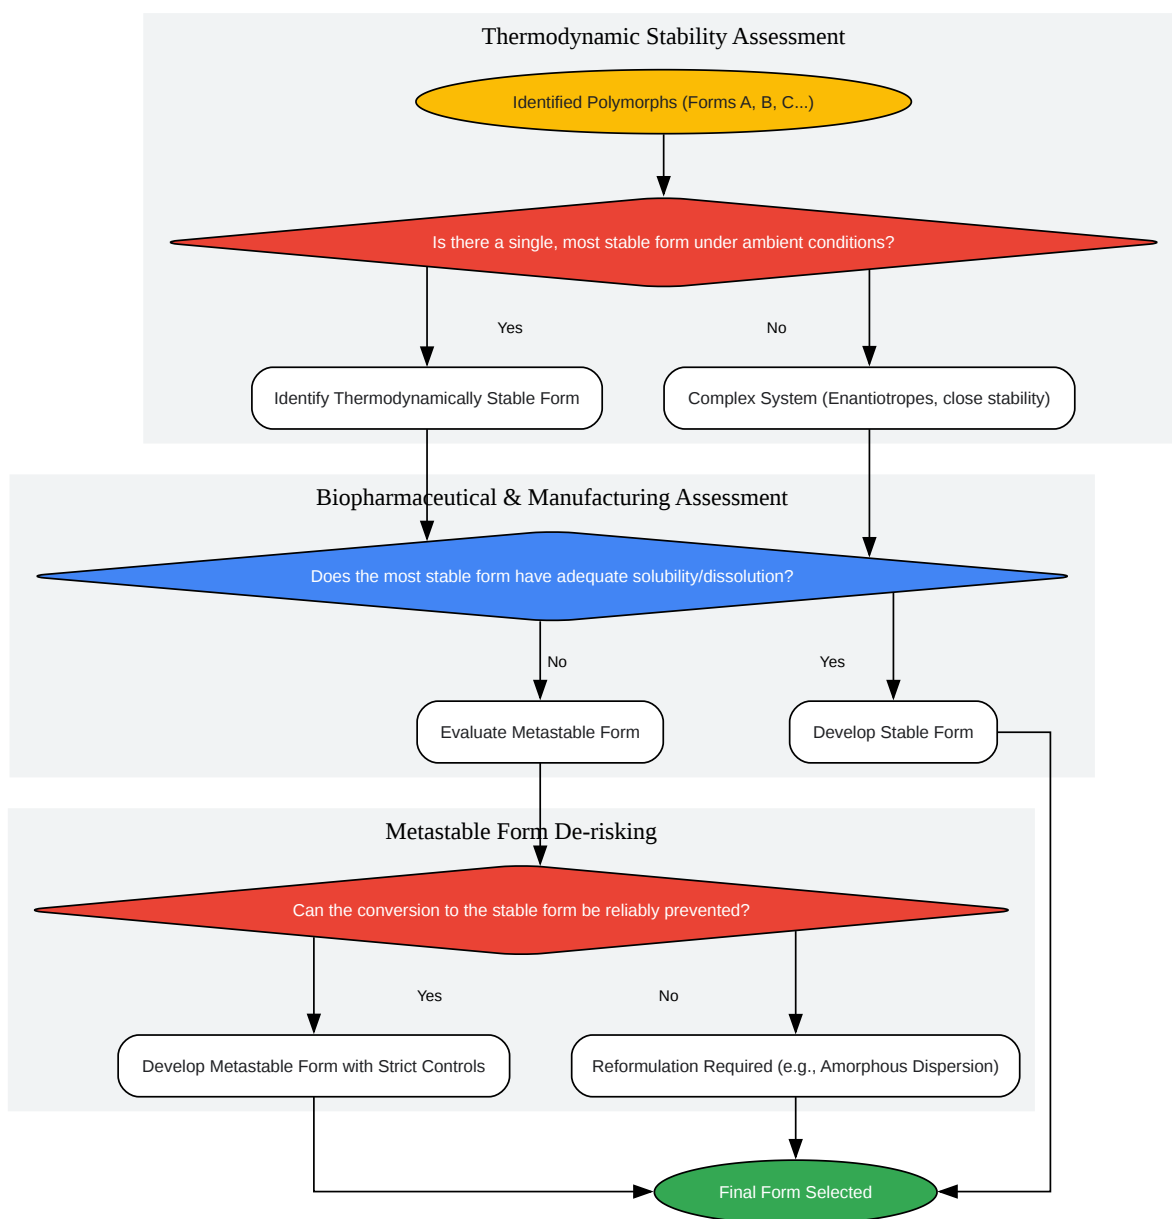 Thermodynamic Stability Assessment
Identified Polymorphs (Forms A, B, C...)
Is there a single, most stable form under ambient conditions?
Yes
No
Identify Thermodynamically Stable Form
Complex System (Enantiotropes, close stability)
Biopharmaceutical & Manufacturing Assessment
Does the most stable form have adequate solubility/dissolution?
No
Yes
Evaluate Metastable Form
Develop Stable Form
Metastable Form De-risking
Can the conversion to the stable form be reliably prevented?
Yes
No
Develop Metastable Form with Strict Controls
Reformulation Required (e.g., Amorphous Dispersion)
Final Form Selected